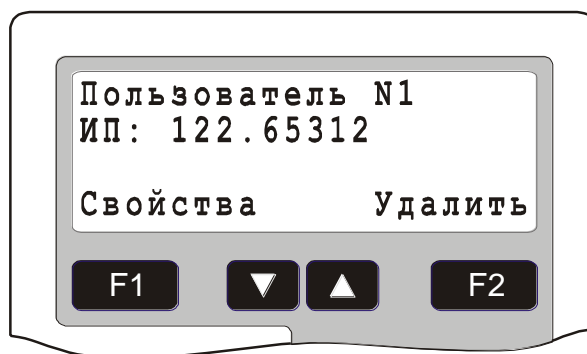 Пользователь N1
ИП: 122.65312
Свойства Удалить
F1 F2